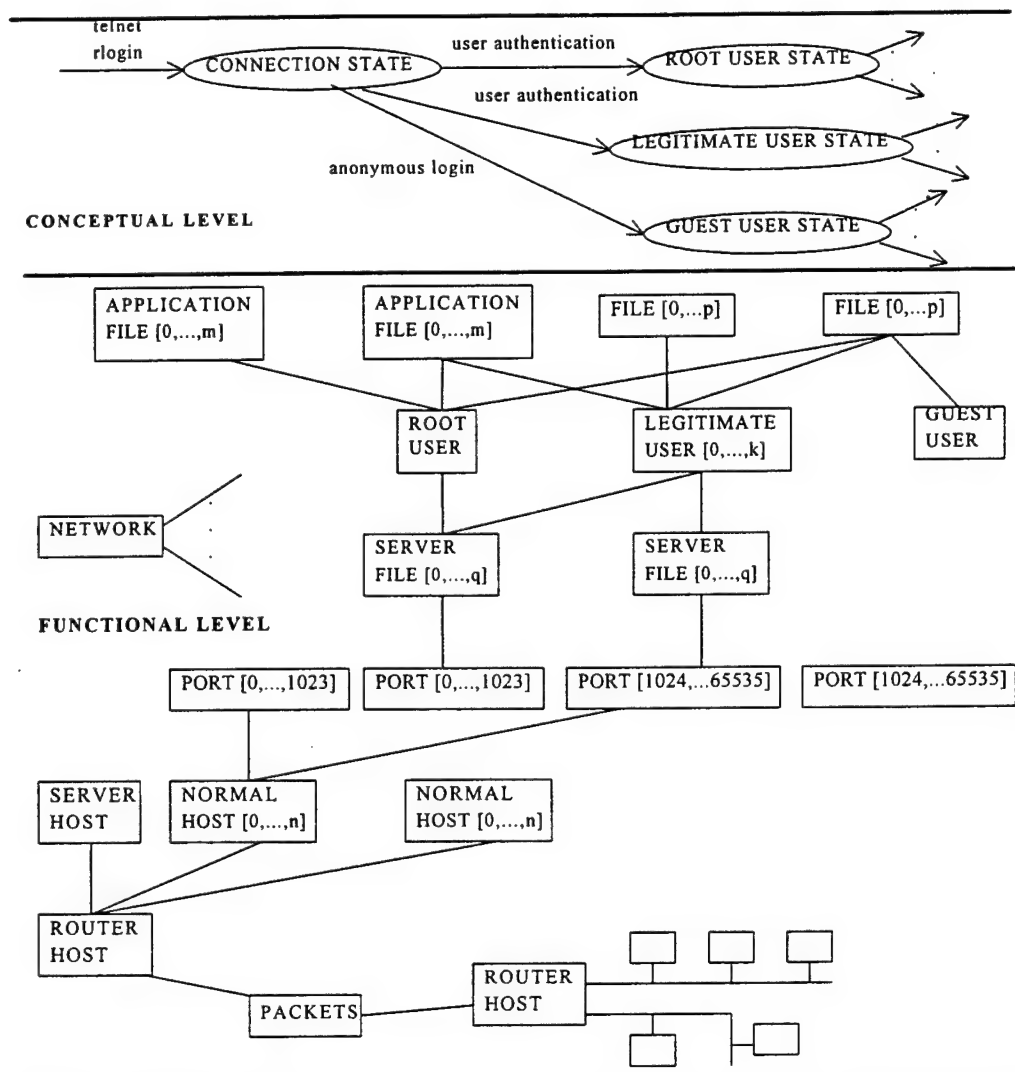 telnet
rlogin
CONNECTION STATE
user authentication
ROOT USER STATE
user authentication
LEGITIMATE USER STATE
anonymous login
GUEST USER STATE
CONCEPTUAL LEVEL
APPLICATION
FILE [0,...,m]
APPLICATION
FILE [0,...,m]
FILE [0,...p]
FILE [0,...p]
ROOT
USER
LEGITIMATE
USER [0,...,k]
GUEST
USER
NETWORK
SERVER
FILE [0,...,q]
SERVER
FILE [0,...,q]
FUNCTIONAL LEVEL
PORT [0,...,1023]
PORT [0,...,1023]
PORT [1024,...65535]
PORT [1024,...65535]
SERVER
HOST
NORMAL
HOST [0,...,n]
NORMAL
HOST [0,...,n]
ROUTER
HOST
PACKETS
ROUTER
HOST